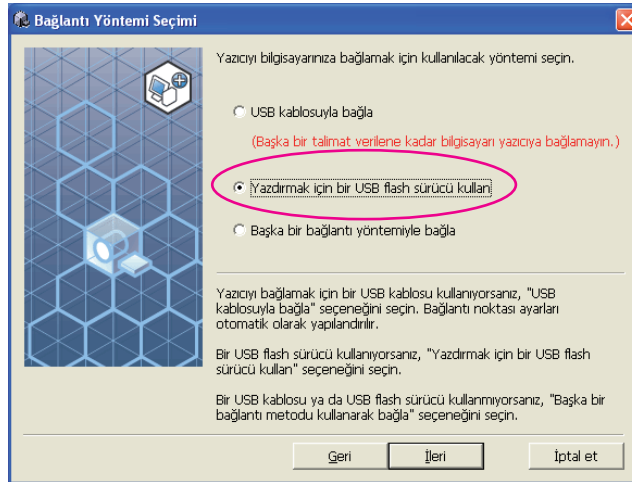 Bağlantı Yöntemi Seçimi
Yazıcıyı bilgisayarınıza bağlamak için kullanılacak yöntemi seçin.
USB kablosuyla bağla
(Başka bir talimat verilene kadar bilgisayarı yazıcıya bağlamayın.)
Yazdırmak için bir USB flash sürücü kullan
Başka bir bağlantı yöntemiyle bağla
Yazıcıyı bağlamak için bir USB kablosu kullanıyorsanız, "USB
kablosuyla bağla" seçeneğini seçin. Bağlantı noktası ayarları
otomatik olarak yapılandırılır.
Bir USB flash sürücü kullanıyorsanız, "Yazdırmak için bir USB flash
sürücü kullan" seçeneğini seçin.
Bir USB kablosu ya da USB flash sürücü kullanmıyorsanız, "Başka bir
bağlantı metodu kullanarak bağla" seçeneğini seçin.
Geri
İleri
İptal et